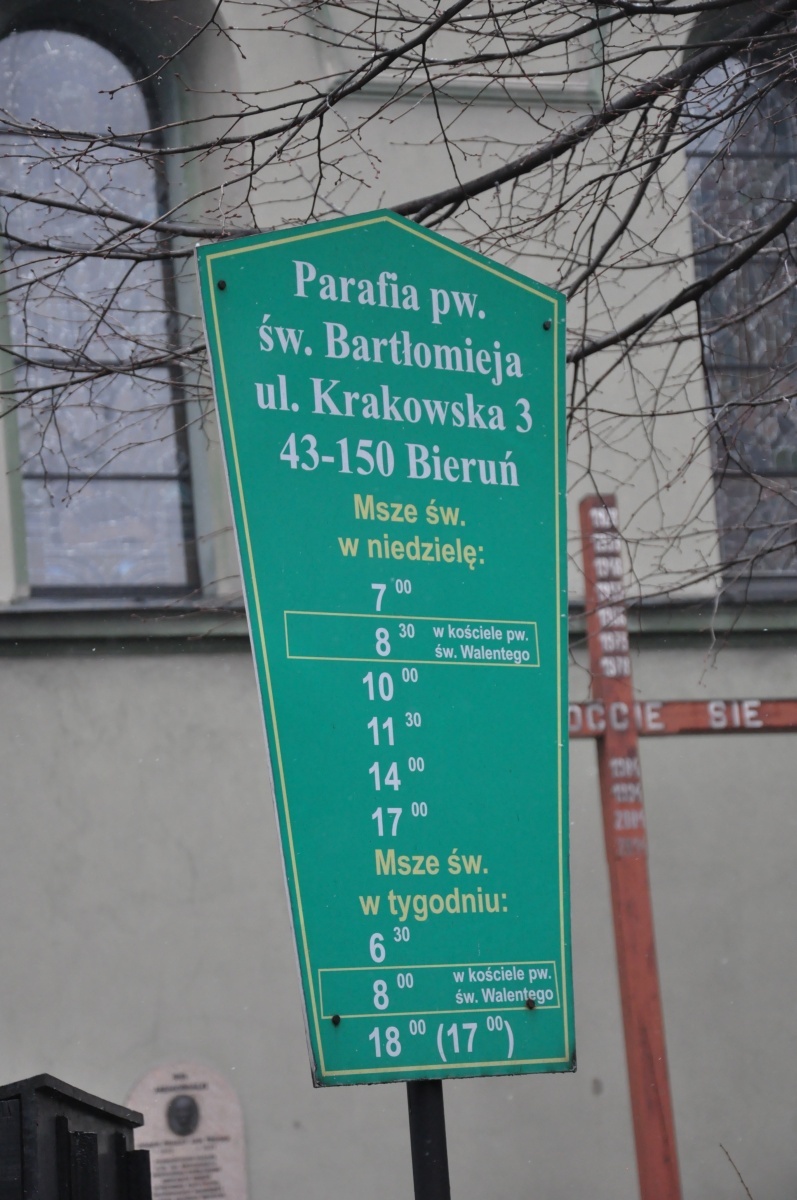 Parafia pw.
św. Bartłomieja
ul. Krakowska 3
43-150 Bieruń
Msze św.
w niedzielę:
7 00
8 30 w kościele pw.
św. Walentego
10 00
11 30
14 00
17 00
Msze św.
w tygodniu:
6 30
8 00 w kościele pw.
św. Walentego
18 00 (17 00)
SIE